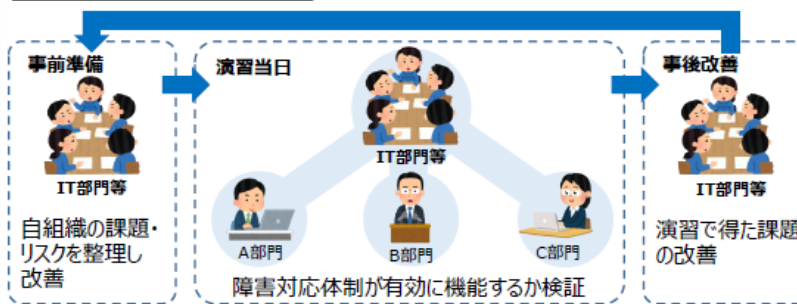 事前準備
IT部門等
自組織の課題・
リスクを整理し
改善
演習当日
IT部門等
A部門
B部門
C部門
障害対応体制が有効に機能するか検証
事後改善
IT部門等
演習で得た課題
の改善